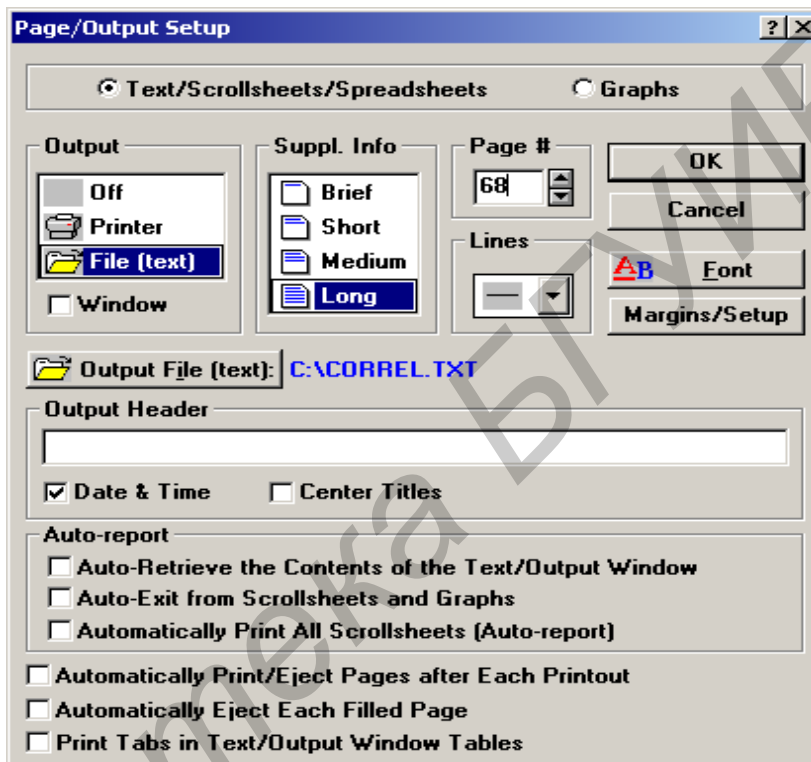 Page/Output Setup
Text/Scrollsheets/Spreadsheets Graphs
Output
Off
Printer
File (text)
Window
Suppl. Info
Brief
Short
Medium
Long
Page #
68
Lines
OK
Cancel
AB Font
Margins/Setup
Output File (text): C:\CORREL.TXT
Output Header
Date & Time Center Titles
Auto-report
Auto-Retrieve the Contents of the Text/Output Window
Auto-Exit from Scrollsheets and Graphs
Automatically Print All Scrollsheets (Auto-report)
Automatically Print/Eject Pages after Each Printout
Automatically Eject Each Filled Page
Print Tabs in Text/Output Window Tables